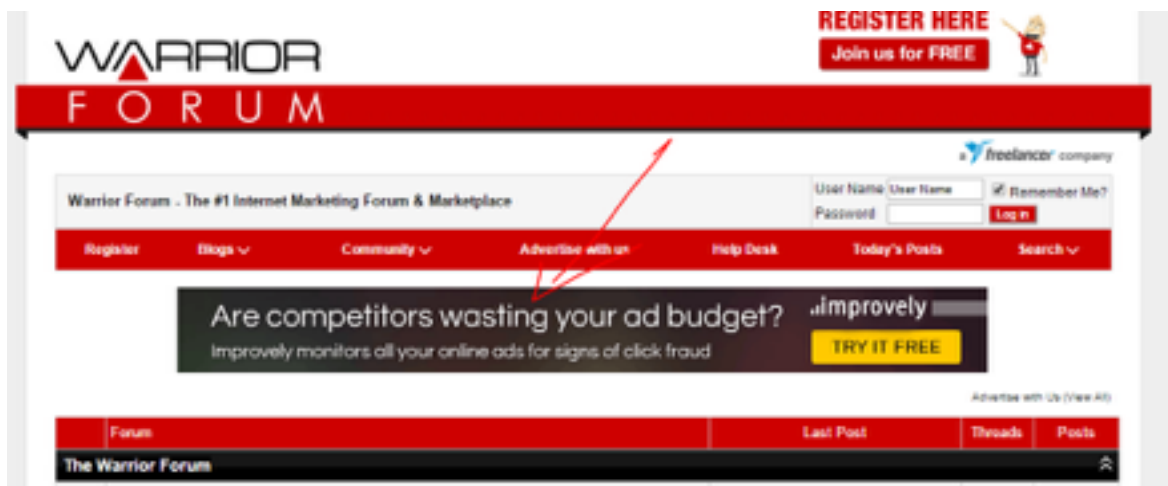 REGISTER HERE
Join us for FREE
WARRIOR
FORUM
a freelancer company
Warrior Forum - The #1 Internet Marketing Forum & Marketplace
User Name User Name Remember Me?
Password Log in
Register Blogs Community Advertise with us Help Desk Today's Posts Search
Are competitors wasting your ad budget?
Improvely monitors all your online ads for signs of click fraud
improvely
TRY IT FREE
Advertise with Us (View All)
Forum Last Post Threads Posts
The Warrior Forum